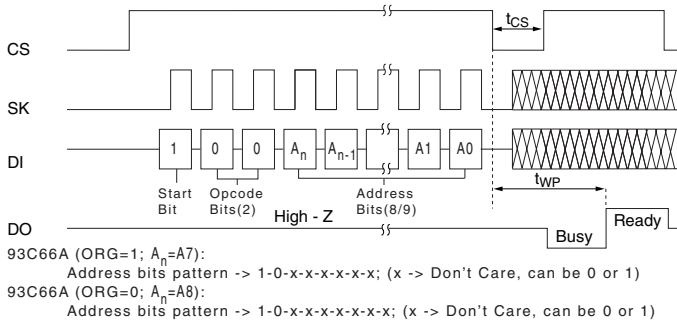 CS
tCS
SK
DI
1 0 0 An An-1 A1 A0
tWP
Start Bit
Opcode Bits(2)
Address Bits(8/9)
High - Z
DO
Busy
Ready
93C66A (ORG=1; An=A7):
Address bits pattern -> 1-0-x-x-x-x-x-x; (x -> Don't Care, can be 0 or 1)
93C66A (ORG=0; An=A8):
Address bits pattern -> 1-0-x-x-x-x-x-x-x; (x -> Don't Care, can be 0 or 1)